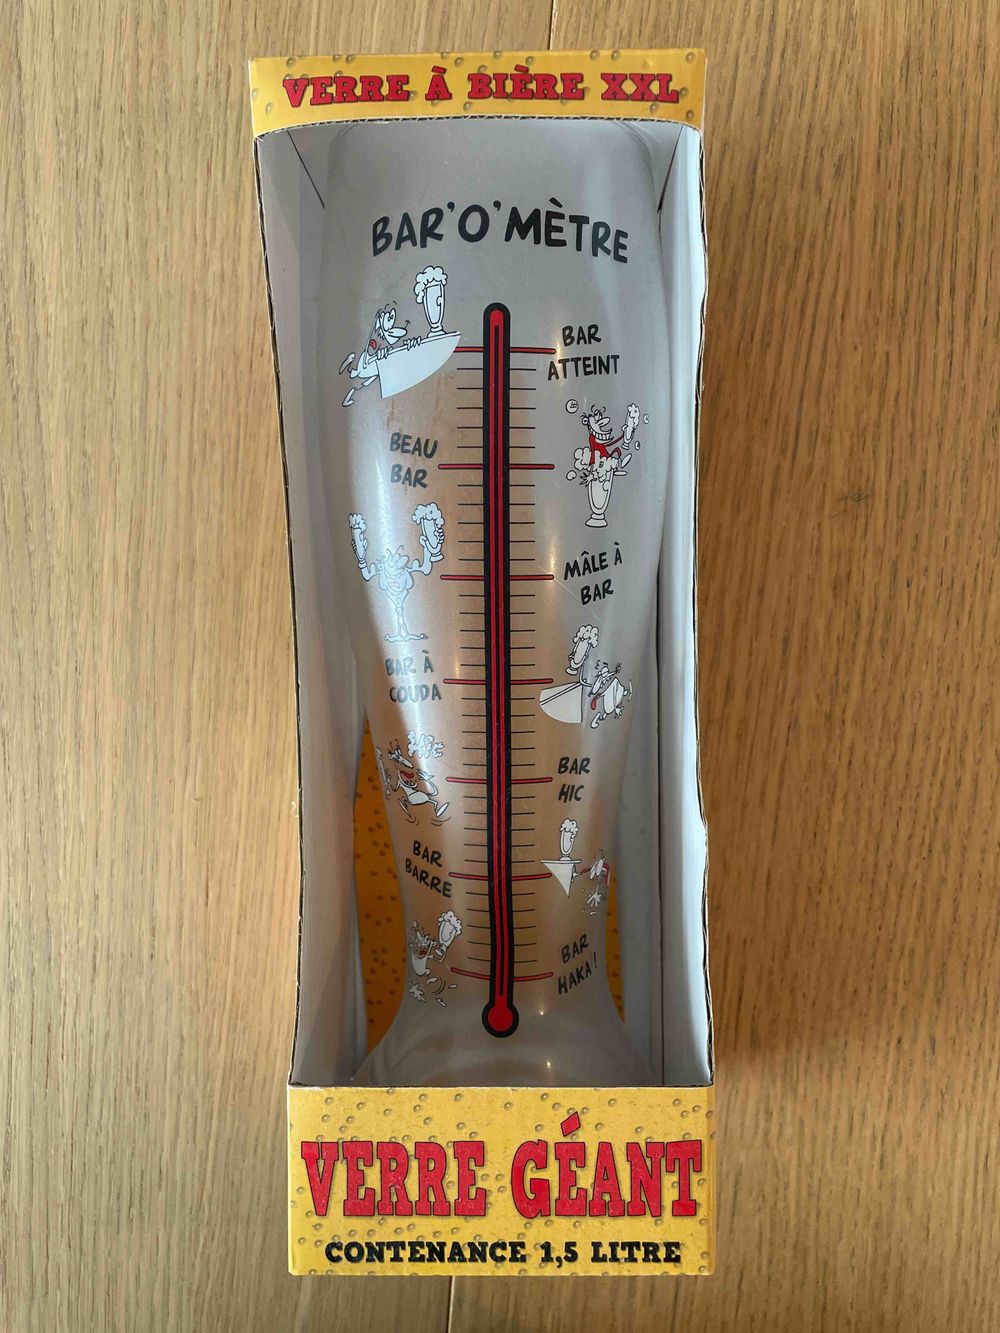 VERRE À BIÈRE XXL
BAR'O'MÈTRE
BAR
ATTEINT
BEAU
BAR
MÂLE À
BAR
BAR À
COUDA
Hic
BAR
HIC
BAR
BARRE
BAR
HAKA!
VERRE GÉANT
CONTENANCE 1,5 LITRE